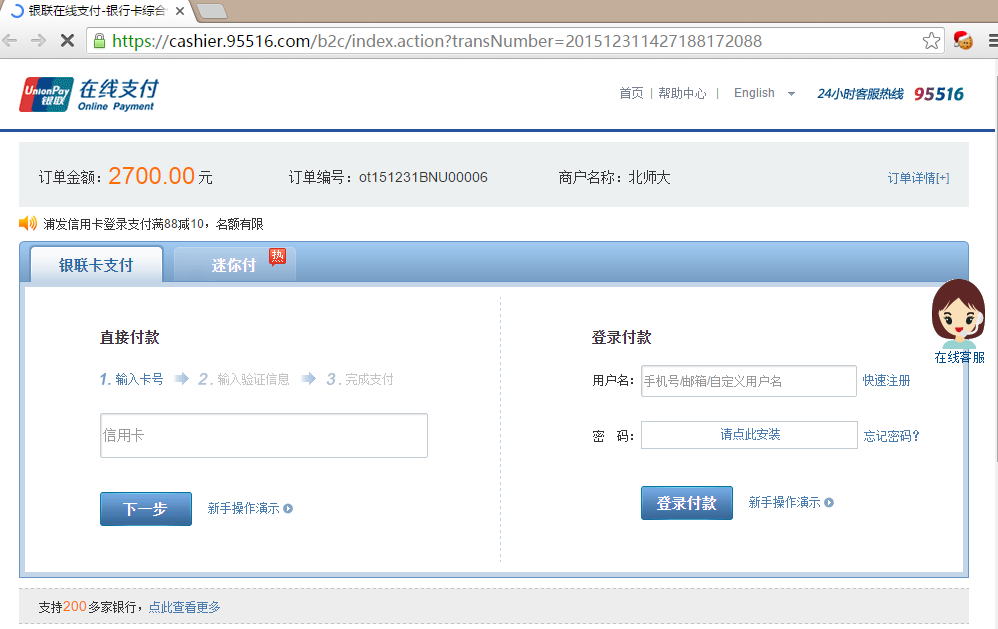 银联在线支付-银行卡综合
https://cashier.95516.com/b2c/index.action?transNumber=201512311427188172088
UnionPay 银联 在线支付 Online Payment
首页 | 帮助中心 | English 24小时客服热线 95516
订单金额：2700.00元 订单编号：ot151231BNU00006 商户名称：北师大 订单详情[+]
浦发信用卡登录支付满88减10，名额有限
银联卡支付 迷你付 热
直接付款
1. 输入卡号 2. 输入验证信息 3. 完成支付
信用卡
下一步 新手操作演示
登录付款
用户名： 手机号/邮箱/自定义用户名 快速注册
密 码： 请点此安装 忘记密码？
登录付款 新手操作演示
在线客服
支持200多家银行，点此查看更多